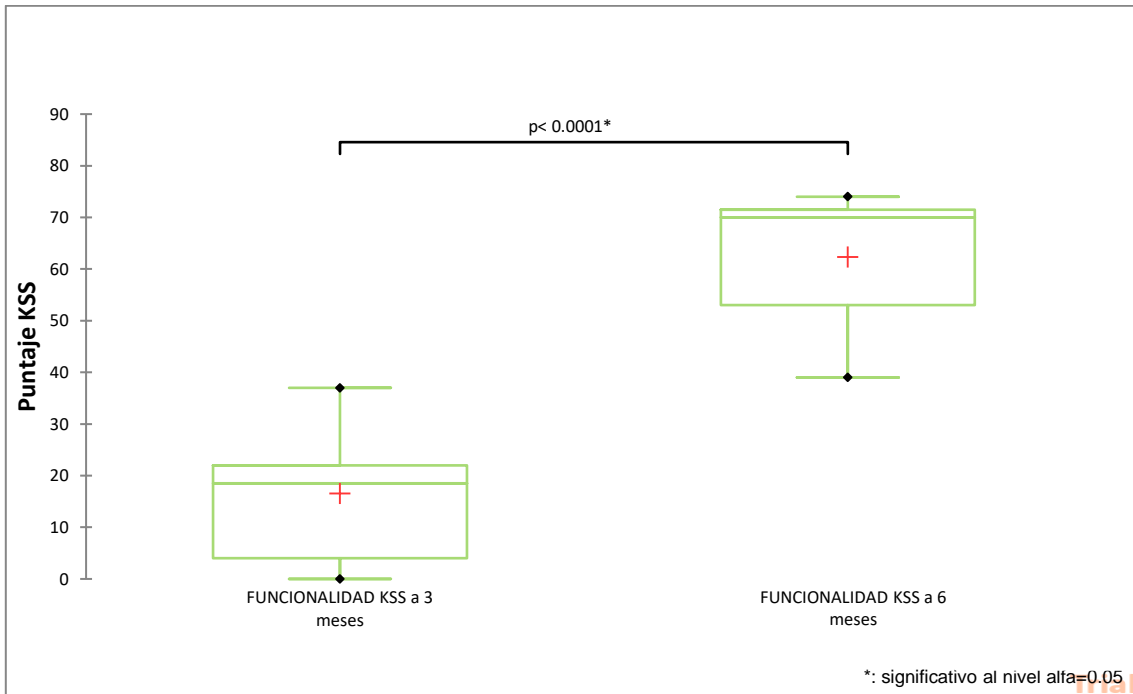 p< 0.0001*
90
80
70
60
50
40
30
20
10
0
Puntaje KSS
FUNCIONALIDAD KSS a 3
meses
FUNCIONALIDAD KSS a 6
meses
*: significativo al nivel alfa=0.05
Trial